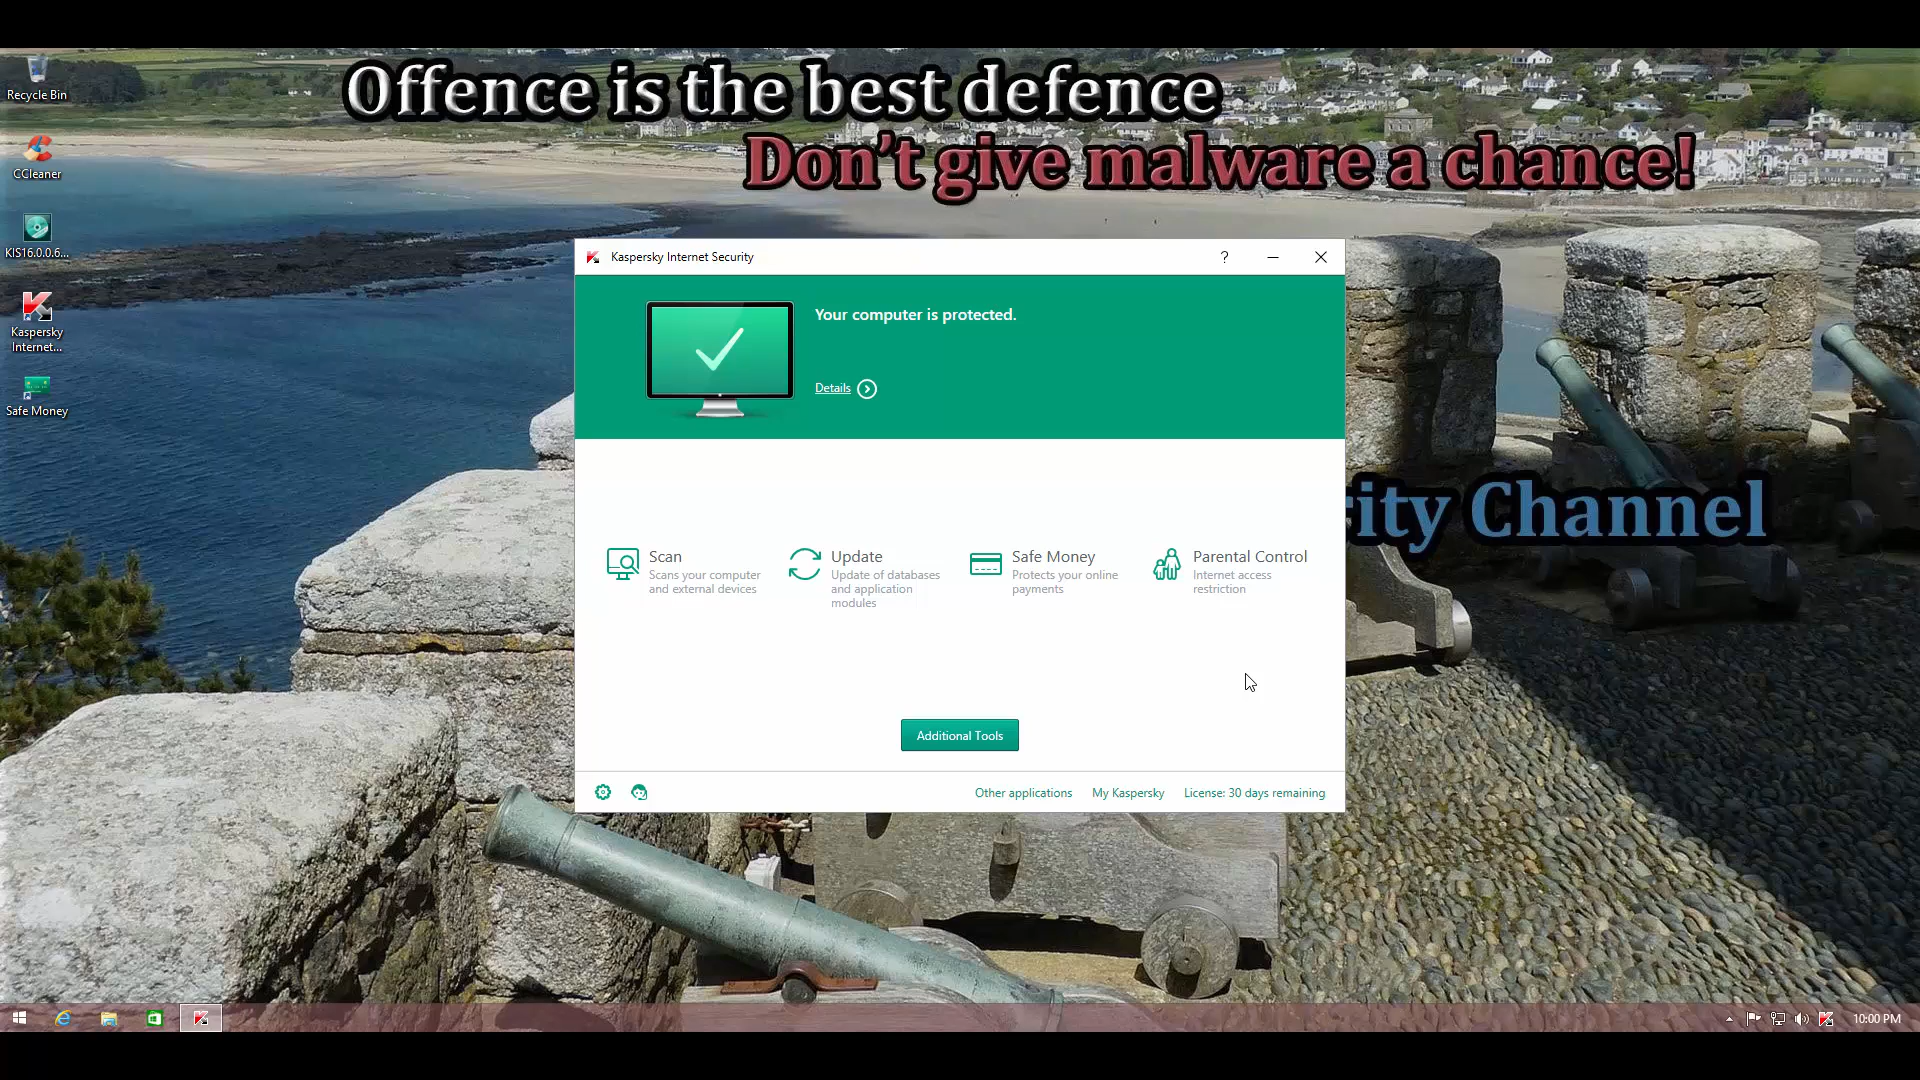 Offence is the best defence
Don't give malware a chance!
Recycle Bin
CCleaner
KIS16.0.0.6...
Kaspersky
Internet...
Safe Money
Kaspersky Internet Security
?
Your computer is protected.
Details
rity Channel
Scan
Scans your computer
and external devices
Update
Update of databases
and application
modules
Safe Money
Protects your online
payments
Parental Control
Internet access
restriction
Additional Tools
Other applications
My Kaspersky
License: 30 days remaining
10:00 PM